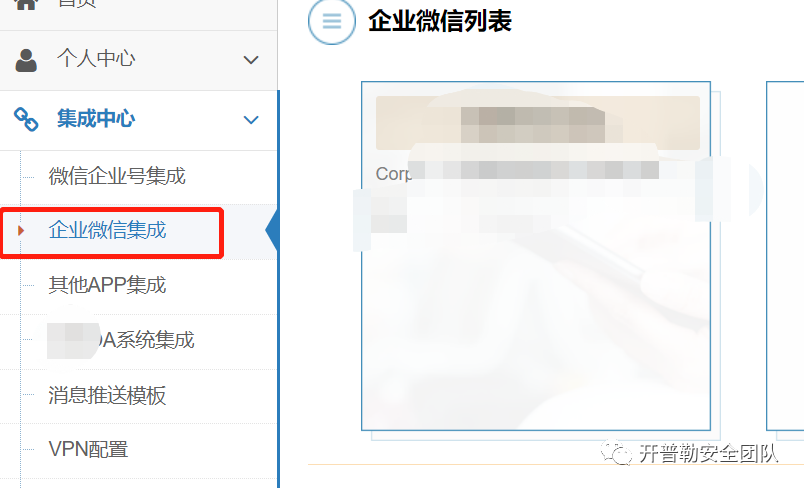 首页
企业微信列表
个人中心
集成中心
微信企业号集成
Corp
企业微信集成
其他APP集成
OA系统集成
消息推送模板
VPN配置
开普勒安全团队